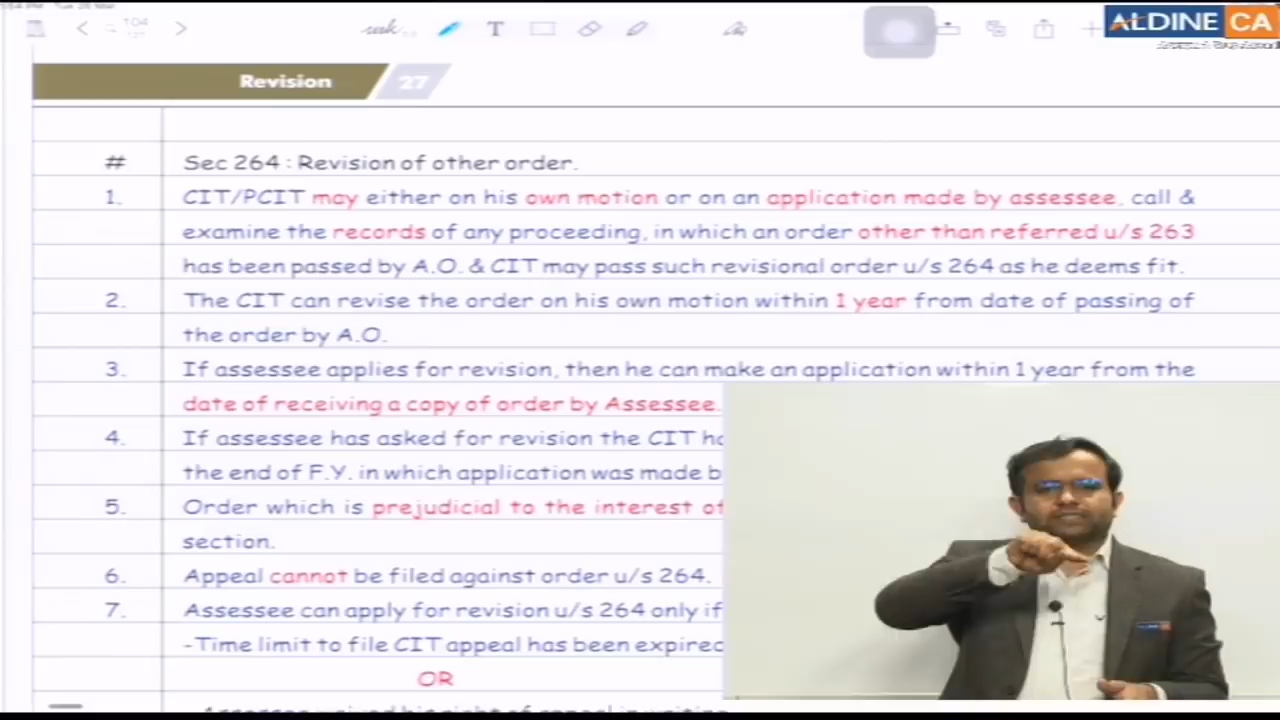 104
ALDINE CA
Revision 27
# Sec 264 : Revision of other order.
1. CIT/PCIT may either on his own motion or on an application made by assessee, call &
examine the records of any proceeding, in which an order other than referred u/s 263
has been passed by A.O. & CIT may pass such revisional order u/s 264 as he deems fit.
2. The CIT can revise the order on his own motion within 1 year from date of passing of
the order by A.O.
3. If assessee applies for revision, then he can make an application within 1 year from the
date of receiving a copy of order by Assessee.
4. If assessee has asked for revision the CIT
the end of F.Y. in which application was made
5. Order which is prejudicial to the interest of
section.
6. Appeal cannot be filed against order u/s 264.
7. Assessee can apply for revision u/s 264 only if
-Time limit to file CIT appeal has been expired
OR
ALDINE CA